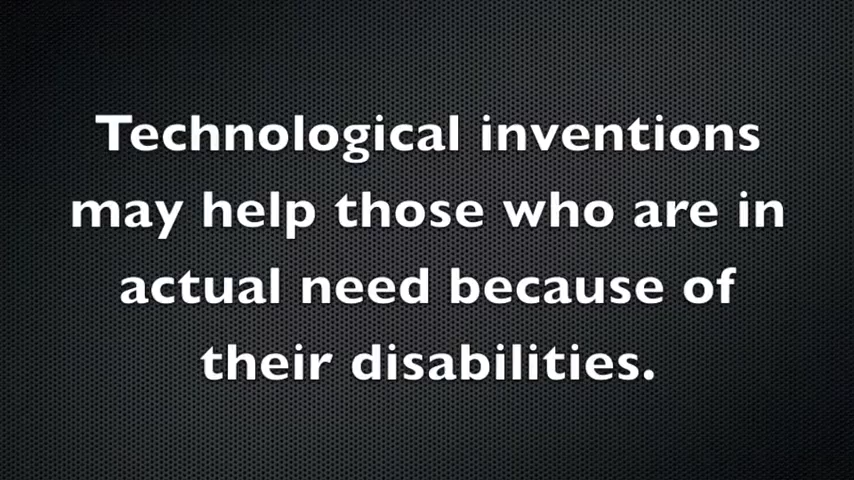 Technological inventions
may help those who are in
actual need because of
their disabilities.